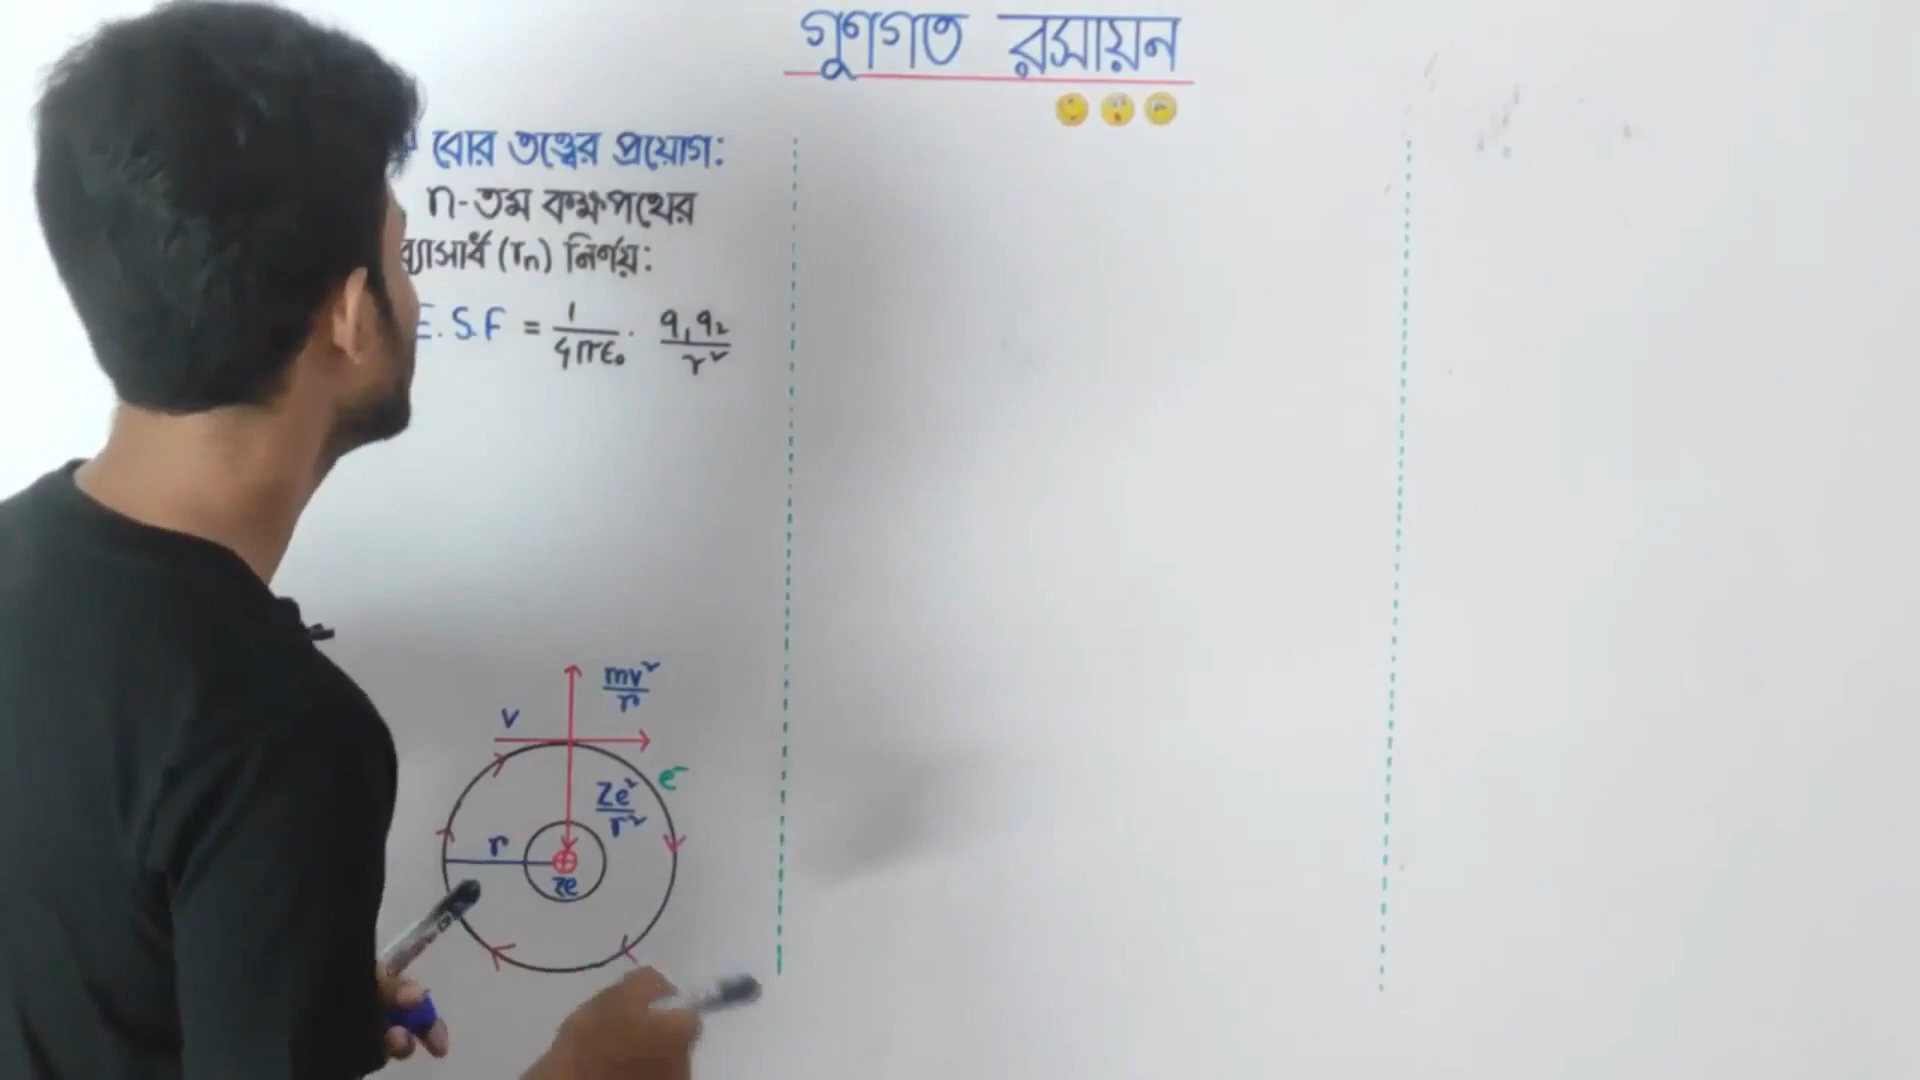 গুণগত রসায়ন
বোর তত্ত্বের প্রয়োগ:
n-তম কক্ষপথের
ব্যাসার্ধ (rₙ) নির্ণয়:
E.S.F = 1/4πε₀ · q₁q₂/r²
mv²/r
v
e⁻
Ze²/r²
r
Ze